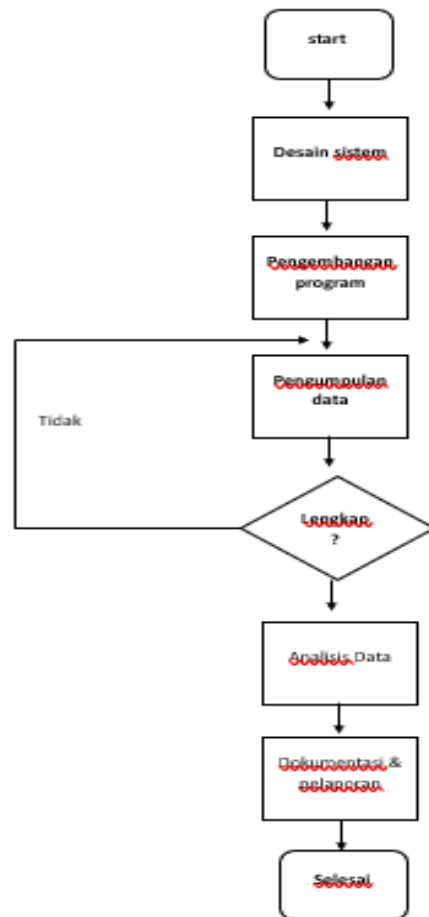 start
Desain sistem
Pengembangan
program
Pengumpulan
data
Tidak
Lengkap
?
Analisis Data
Dokumentasi &
pelaporan
Selesai